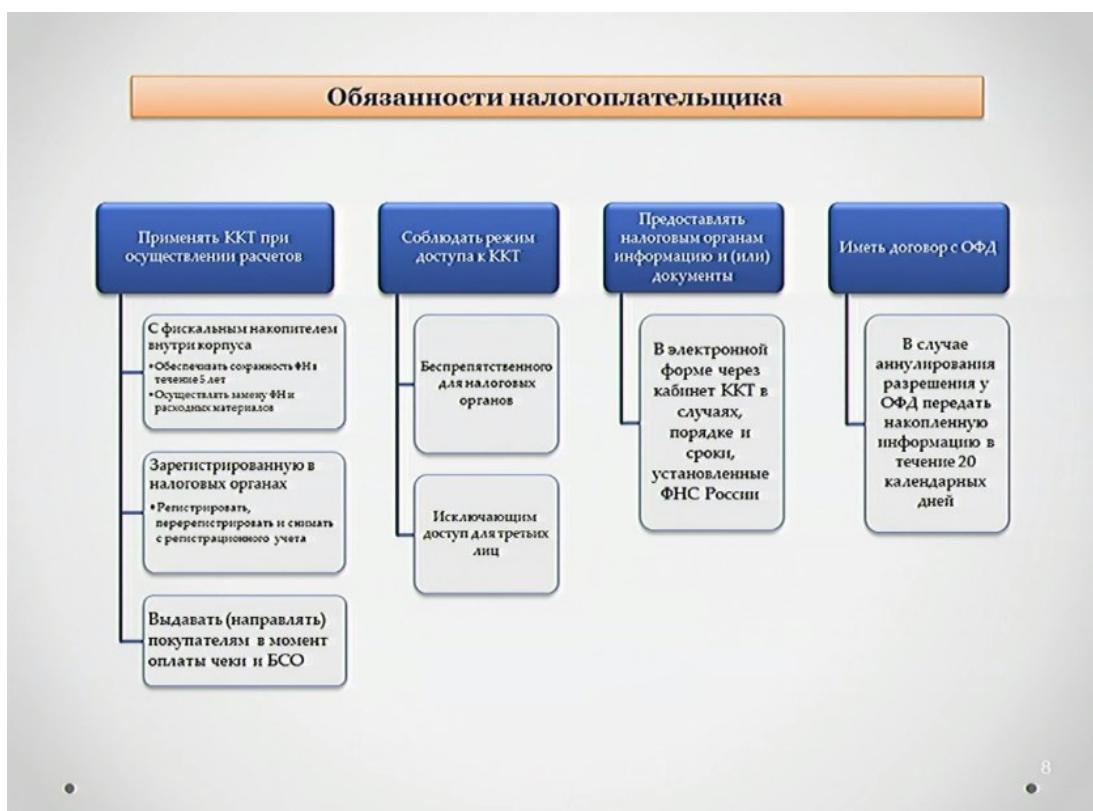 Обязанности налогоплательщика
Применять ККТ при
осуществлении расчетов
С фискальным накопителем
внутри корпуса
•Обеспечивать сохранность ФН в
течение 5 лет
•Осуществлять замену ФН и
расходных материалов
Зарегистрированную в
налоговых органах
• Регистрировать,
перерегистрировать и снимать
с регистрационного учета
Выдавать (направлять)
покупателям в момент
оплаты чеки и БСО
Соблюдать режим
доступа к ККТ
Беспрепятственного
для налоговых
органов
Исключающим
доступ для третьих
лиц
Предоставлять
налоговым органам
информацию и (или)
документы
В электронной
форме через
кабинет ККТ в
случаях,
порядке и
сроки,
установленные
ФНС России
Иметь договор с ОФД
В случае
аннулирования
разрешения у
ОФД передать
накопленную
информацию в
течение 20
календарных
дней
8